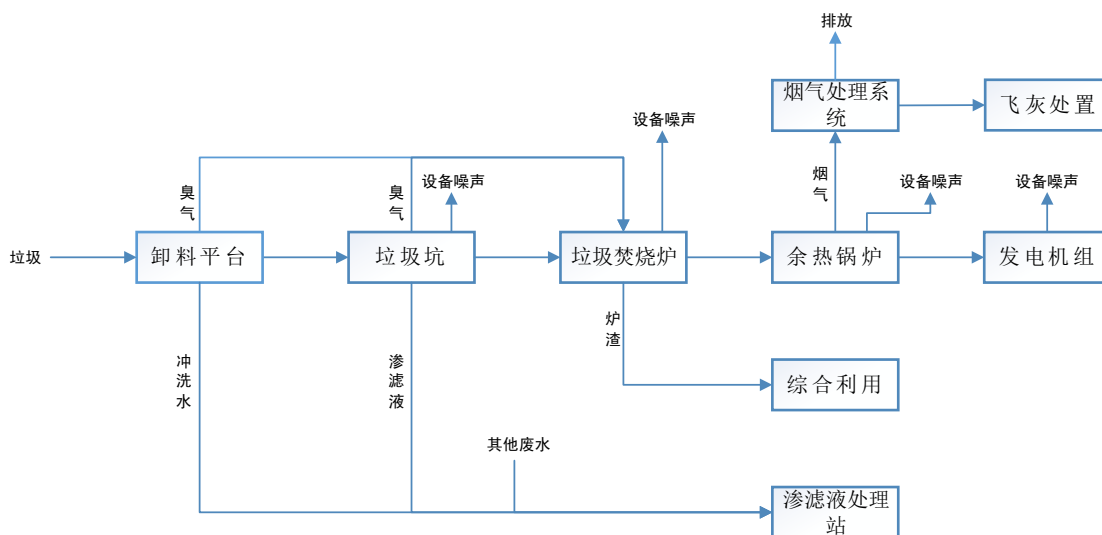 排放
烟气处理系
统
飞灰处置
设备噪声
臭
气
臭
气
设备噪声
烟
气
设备噪声
设备噪声
垃圾
卸料平台
垃圾坑
垃圾焚烧炉
余热锅炉
发电机组
炉
渣
冲
洗
水
渗
滤
液
综合利用
其他废水
渗滤液处理
站